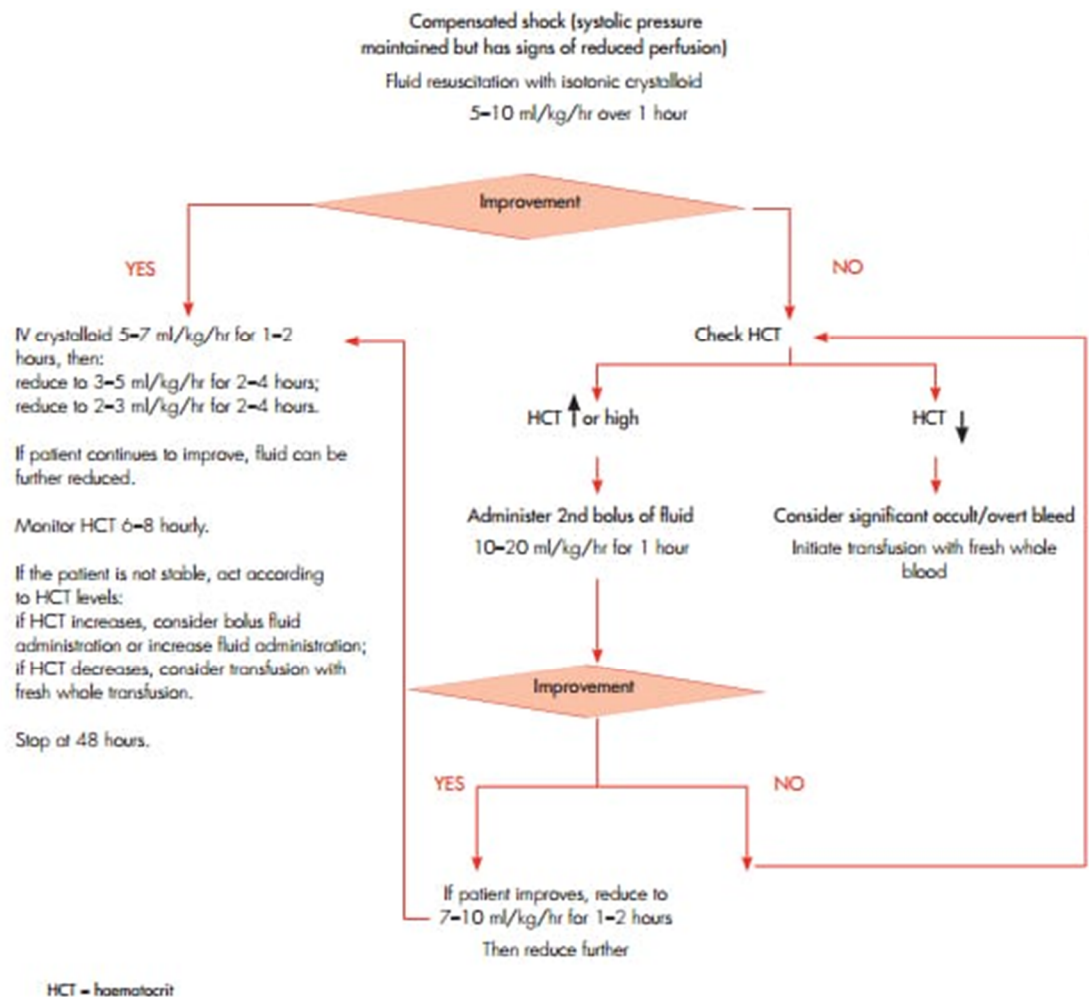 Compensated shock (systolic pressure
maintained but has signs of reduced perfusion)
Fluid resuscitation with isotonic crystalloid
5–10 ml/kg/hr over 1 hour
Improvement
YES
NO
IV crystalloid 5–7 ml/kg/hr for 1–2
hours, then:
reduce to 3–5 ml/kg/hr for 2–4 hours;
reduce to 2–3 ml/kg/hr for 2–4 hours.
If patient continues to improve, fluid can be
further reduced.
Monitor HCT 6–8 hourly.
If the patient is not stable, act according
to HCT levels:
if HCT increases, consider bolus fluid
administration or increase fluid administration;
if HCT decreases, consider transfusion with
fresh whole transfusion.
Stop at 48 hours.
Check HCT
HCT ↑ or high
HCT ↓
Administer 2nd bolus of fluid
10–20 ml/kg/hr for 1 hour
Consider significant occult/overt bleed
Initiate transfusion with fresh whole
blood
Improvement
YES
NO
If patient improves, reduce to
7–10 ml/kg/hr for 1–2 hours
Then reduce further
HCT = haematocrit